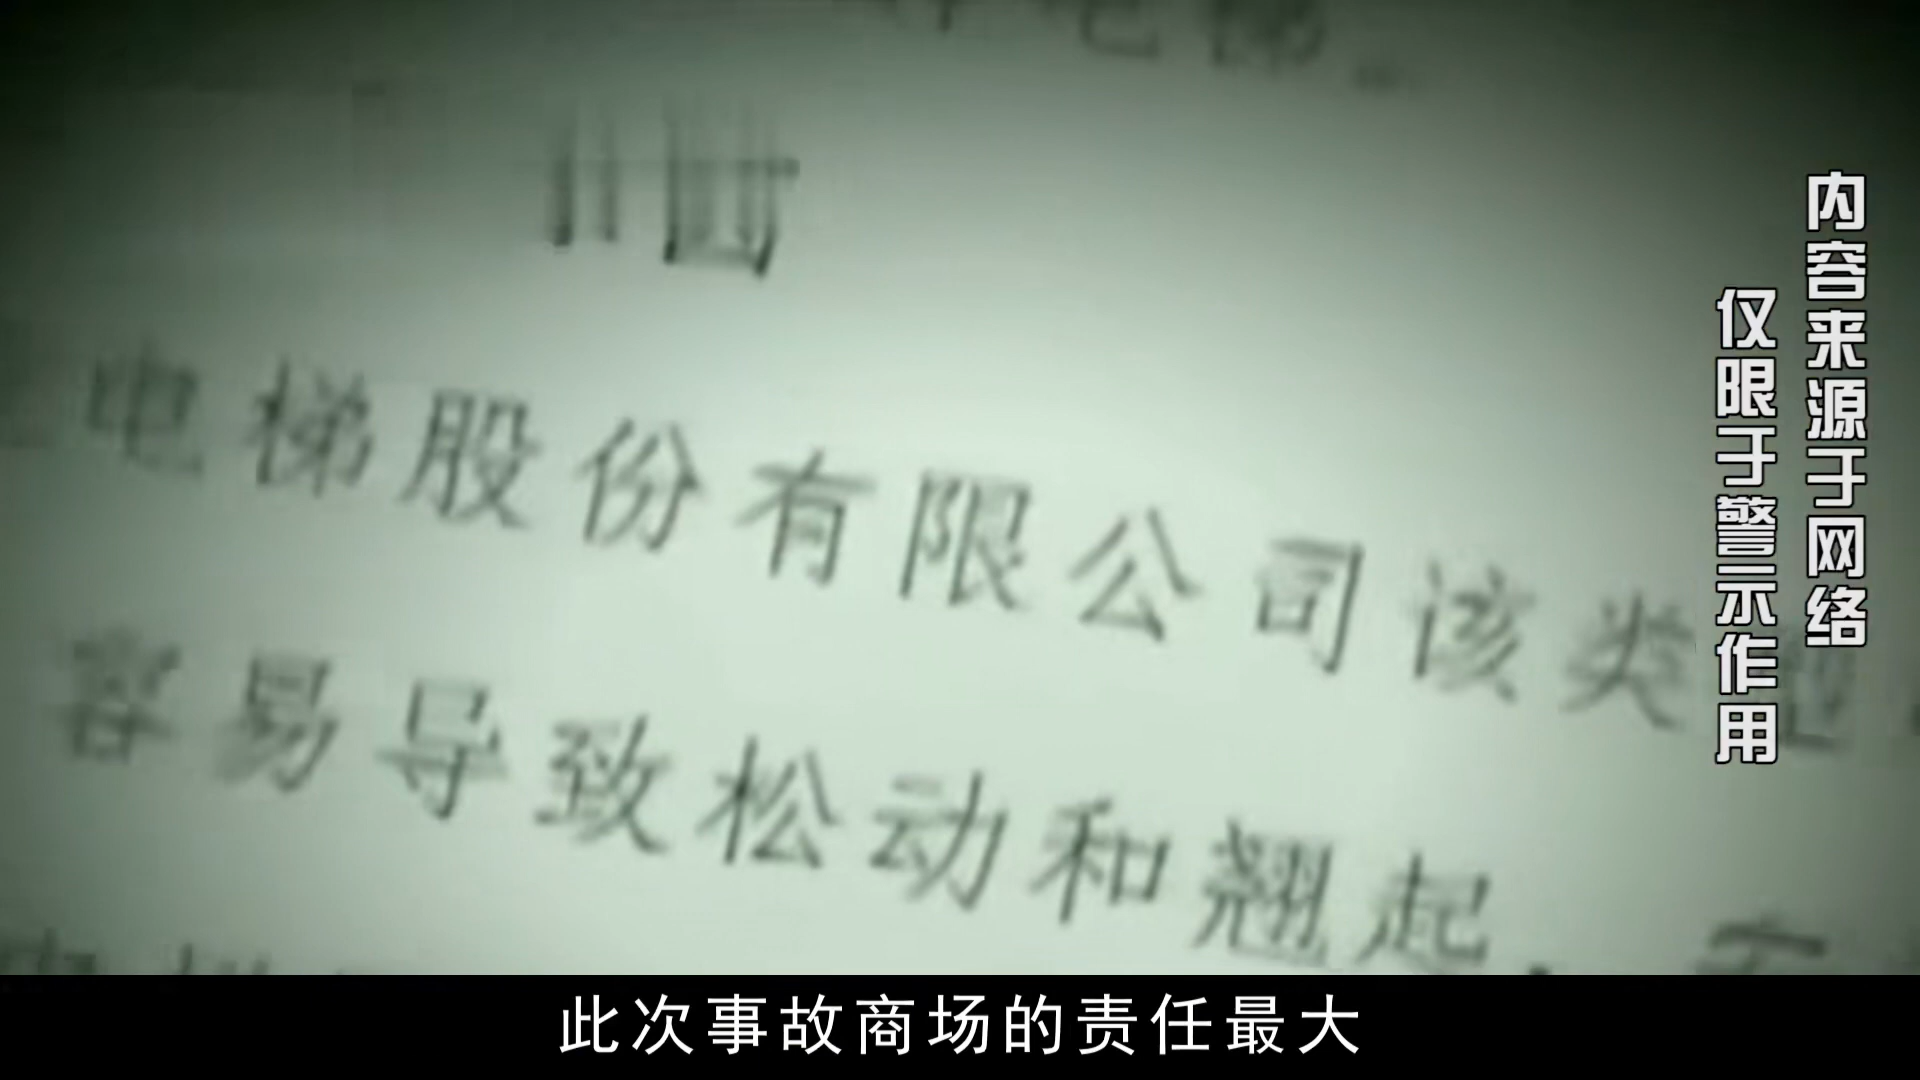 电梯
电梯股份有限公司该类
容易导致松动和翘起，
内容来源于网络
仅限于警示作用
此次事故商场的责任最大